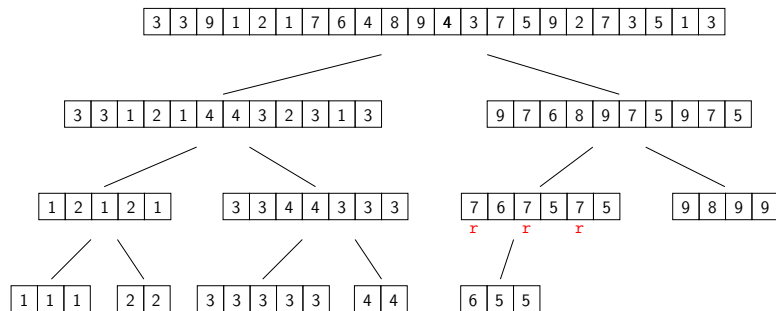 3 3 9 1 2 1 7 6 4 8 9 4 3 7 5 9 2 7 3 5 1 3
3 3 1 2 1 4 4 3 2 3 1 3
9 7 6 8 9 7 5 9 7 5
1 2 1 2 1
3 3 4 4 3 3 3
7 6 7 5 7 5
9 8 9 9
r r r
1 1 1
2 2
3 3 3 3 3
4 4
6 5 5